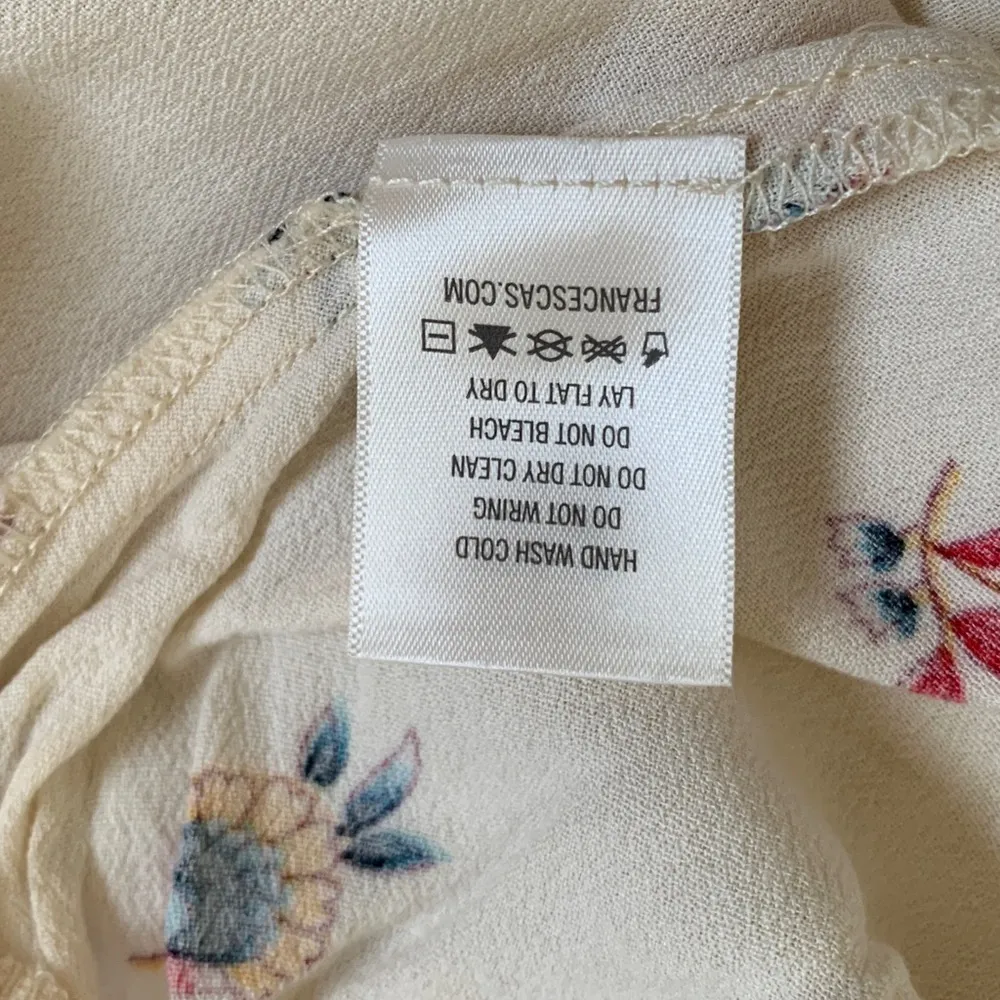 HAND WASH COLD
DO NOT WRING
DO NOT DRY CLEAN
DO NOT BLEACH
LAY FLAT TO DRY
FRANCESCAS.COM